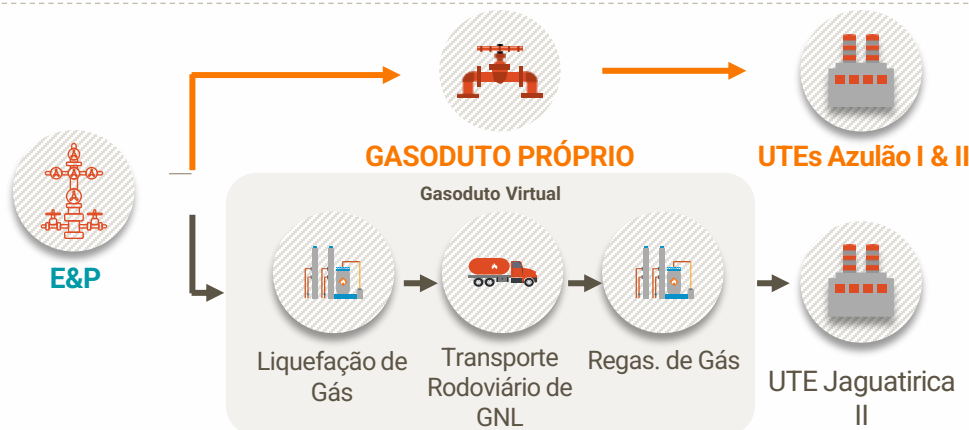 GASODUTO PRÓPRIO
UTEs Azulão I & II
E&P
Gasoduto Virtual
Liquefação de
Gás
Transporte
Rodoviário de
GNL
Regas. de Gás
UTE Jaguatirica
II